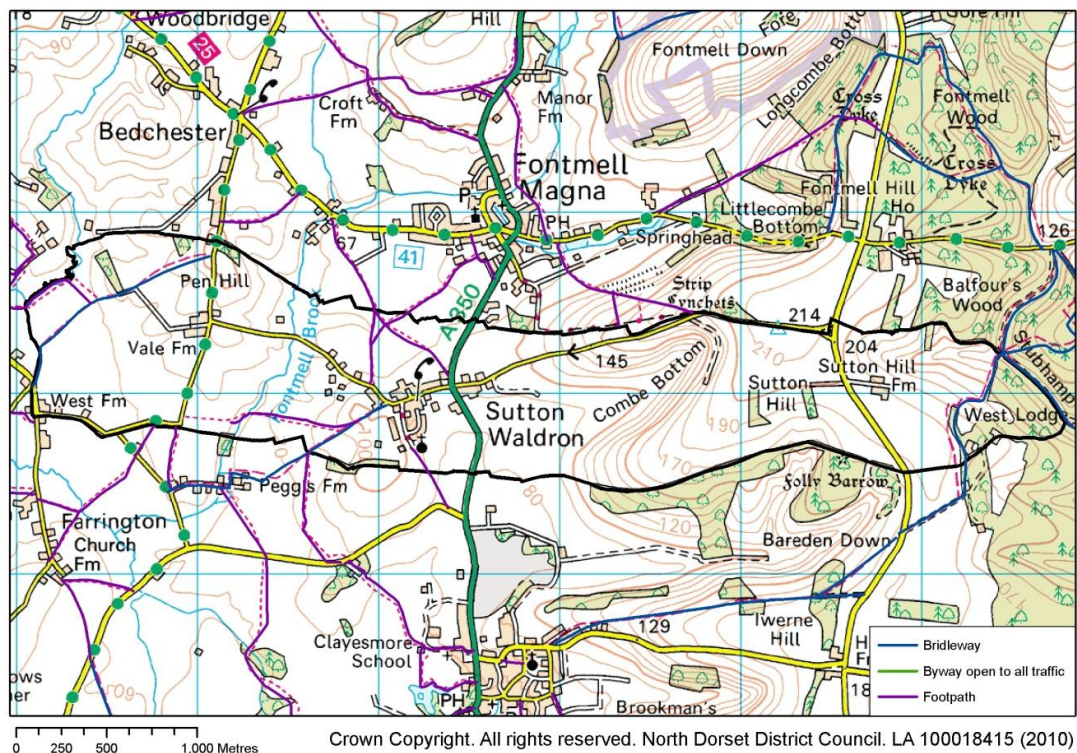 Woodbridge
25
Hill
Fontmell Down
Fore
Gore
Longcombe Bottom
Bedchester
Croft
Fm
Manor
Fm
Cross
Dyke
Fontmell
Wood
Cross
Dyke
Fontmell
Magna
P
PH
Fontmell Hill
Ho
Littlecombe
Bottom
Springhead
67
41
126
Pen Hill
A 350
Strip
Lynchets
Balfour's
Wood
214
204
Fontmell Brook
Vale Fm
145
210
Sutton Hill
Fm
Combe Bottom
Sutton
Hill
West Fm
Sutton
Waldron
West Lodge
100
190
170
Pegg's Fm
80
Folly Barrow
Farrington
Church
Fm
120
Bareden Down
Iwerne
Hill
129
Clayesmore
School
PH
Brookman's
Bridleway
Byway open to all traffic
Footpath
0 250 500 1,000 Metres
Crown Copyright. All rights reserved. North Dorset District Council. LA 100018415 (2010)